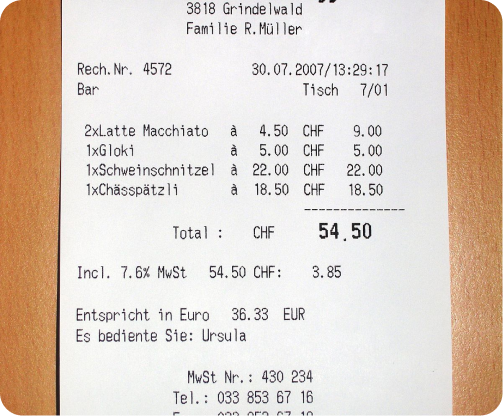 3818 Grindelwald
Familie R.Müller
Rech.Nr. 4572 30.07.2007/13:29:17
Bar Tisch 7/01
2xLatte Macchiato à 4.50 CHF 9.00
1xGloki à 5.00 CHF 5.00
1xSchweinschnitzel à 22.00 CHF 22.00
1xChässpätzli à 18.50 CHF 18.50
--------------
Total : CHF 54.50
Incl. 7.6% MwSt 54.50 CHF: 3.85
Entspricht in Euro 36.33 EUR
Es bediente Sie: Ursula
MwSt Nr.: 430 234
Tel.: 033 853 67 16